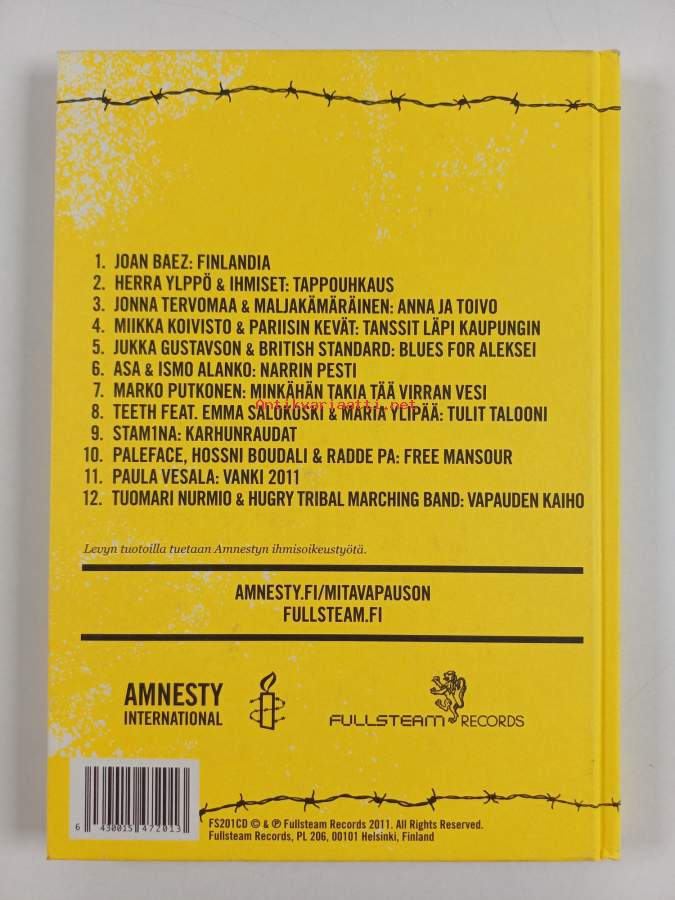 1. JOAN BAEZ: FINLANDIA
2. HERRA YLPPÖ & IHMISET: TAPPOUHKAUS
3. JONNA TERVOMAA & MALJAKÄMÄRÄINEN: ANNA JA TOIVO
4. MIIKKA KOIVISTO & PARIISIN KEVÄT: TANSSIT LÄPI KAUPUNGIN
5. JUKKA GUSTAVSON & BRITISH STANDARD: BLUES FOR ALEKSEI
6. ASA & ISMO ALANKO: NARRIN PESTI
7. MARKO PUTKONEN: MINKÄHÄN TAKIA TÄÄ VIRRAN VESI
Antikvariaatti.net
8. TEETH FEAT. EMMA SALOKOSKI & MARIA YLIPÄÄ: TULIT TALOONI
9. STAM1NA: KARHUNRAUDAT
10. PALEFACE, HOSSNI BOUDALI & RADDE PA: FREE MANSOUR
11. PAULA VESALA: VANKI 2011
12. TUOMARI NURMIO & HUGRY TRIBAL MARCHING BAND: VAPAUDEN KAIHO
Levyn tuotoilla tuetaan Amnestyn ihmisoikeustyötä.
AMNESTY.FI/MITAVAPAUSON
FULLSTEAM.FI
AMNESTY
INTERNATIONAL
FULLSTEAM RECORDS
6 430015 472013
FS201CD © & ℗ Fullsteam Records 2011. All Rights Reserved.
Fullsteam Records, PL 206, 00101 Helsinki, Finland